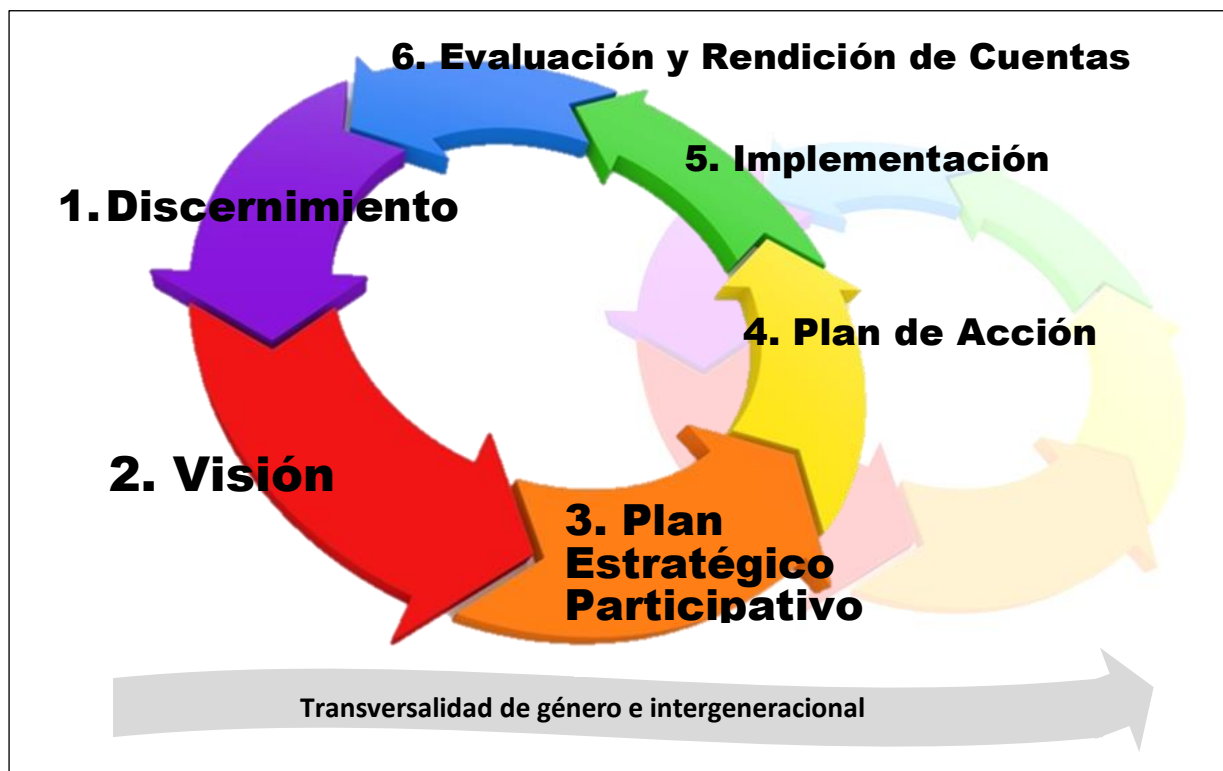 6. Evaluación y Rendición de Cuentas
5. Implementación
1. Discernimiento
4. Plan de Acción
2. Visión
3. Plan
Estratégico
Participativo
Transversalidad de género e intergeneracional